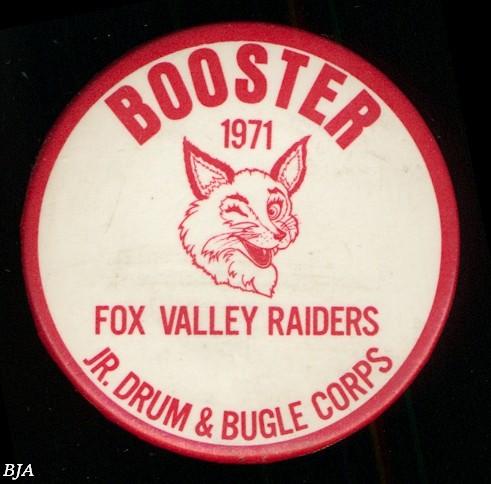 BOOSTER
1971
FOX VALLEY RAIDERS
JR. DRUM & BUGLE CORPS
BJA